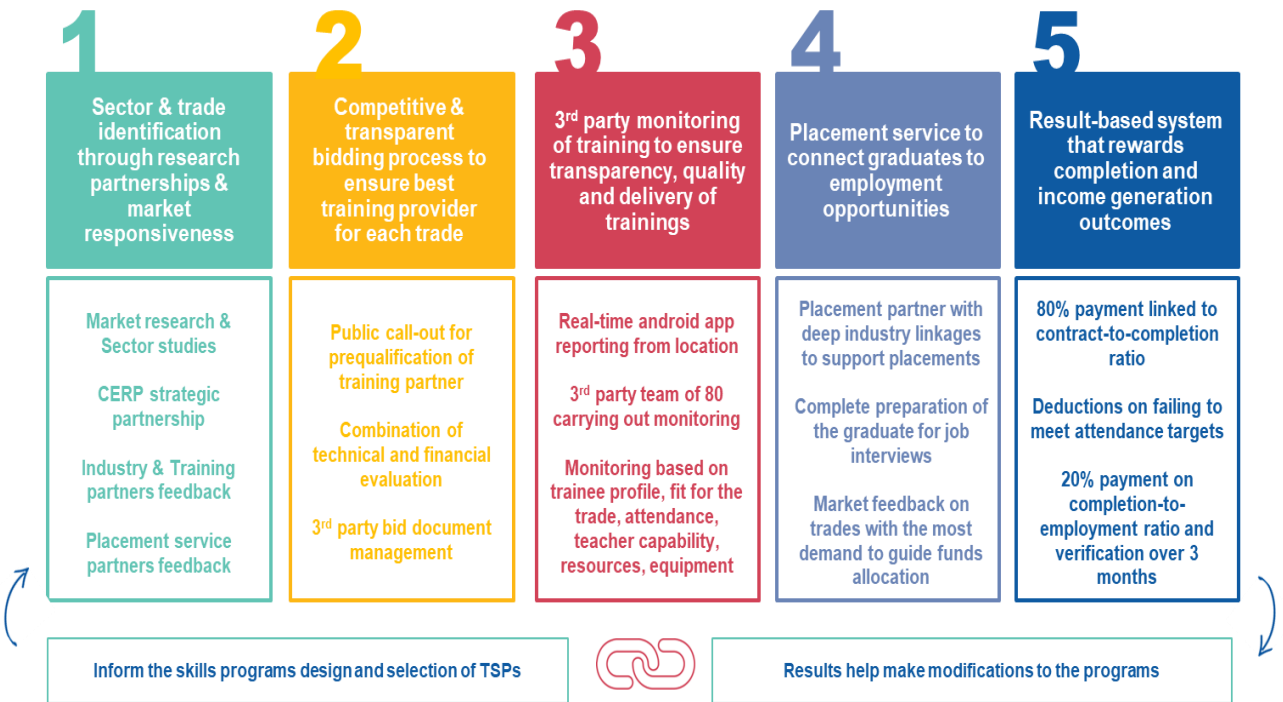 1
Sector & trade
identification
through research
partnerships &
market
responsiveness
Market research &
Sector studies
CERP strategic
partnership
Industry & Training
partners feedback
Placement service
partners feedback
2
Competitive &
transparent
bidding process to
ensure best
training provider
for each trade
Public call-out for
prequalification of
training partner
Combination of
technical and financial
evaluation
3rd party bid document
management
3
3rd party monitoring
of training to ensure
transparency, quality
and delivery of
trainings
Real-time android app
reporting from location
3rd party team of 80
carrying out monitoring
Monitoring based on
trainee profile, fit for the
trade, attendance,
teacher capability,
resources, equipment
4
Placement service to
connect graduates to
employment
opportunities
Placement partner with
deep industry linkages
to support placements
Complete preparation of
the graduate for job
interviews
Market feedback on
trades with the most
demand to guide funds
allocation
5
Result-based system
that rewards
completion and
income generation
outcomes
80% payment linked to
contract-to-completion
ratio
Deductions on failing to
meet attendance targets
20% payment on
completion-to-
employment ratio and
verification over 3
months
Inform the skills programs design and selection of TSPs
Results help make modifications to the programs